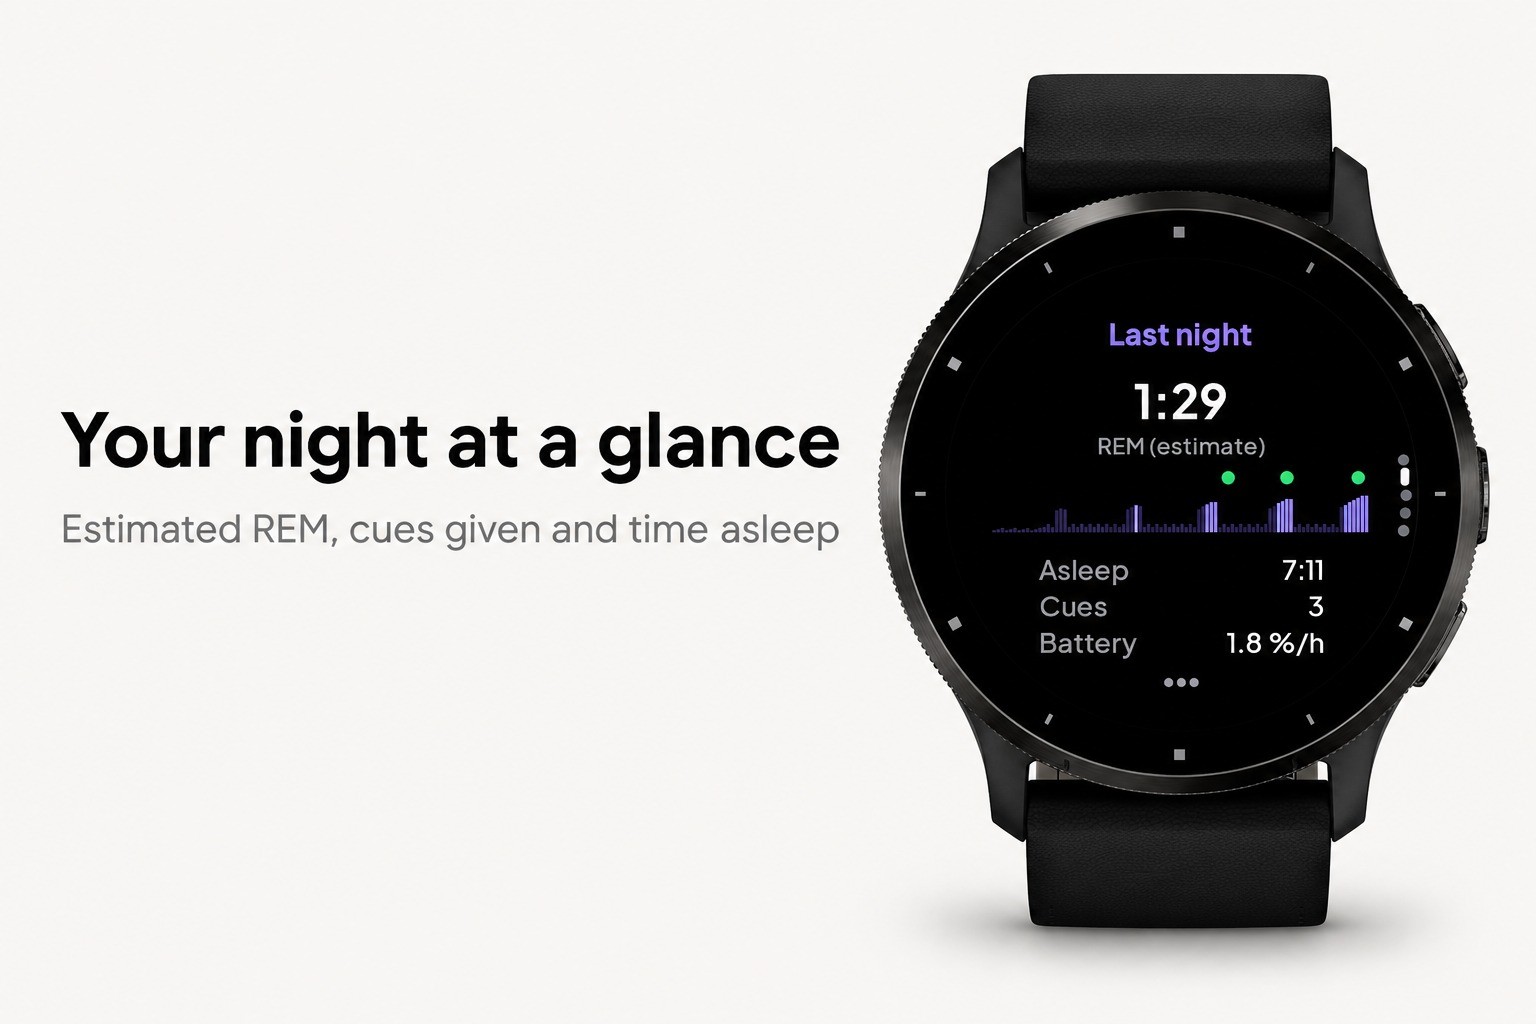 Your night at a glance
Estimated REM, cues given and time asleep
Last night
1:29
REM (estimate)
Asleep 7:11
Cues 3
Battery 1.8 %/h